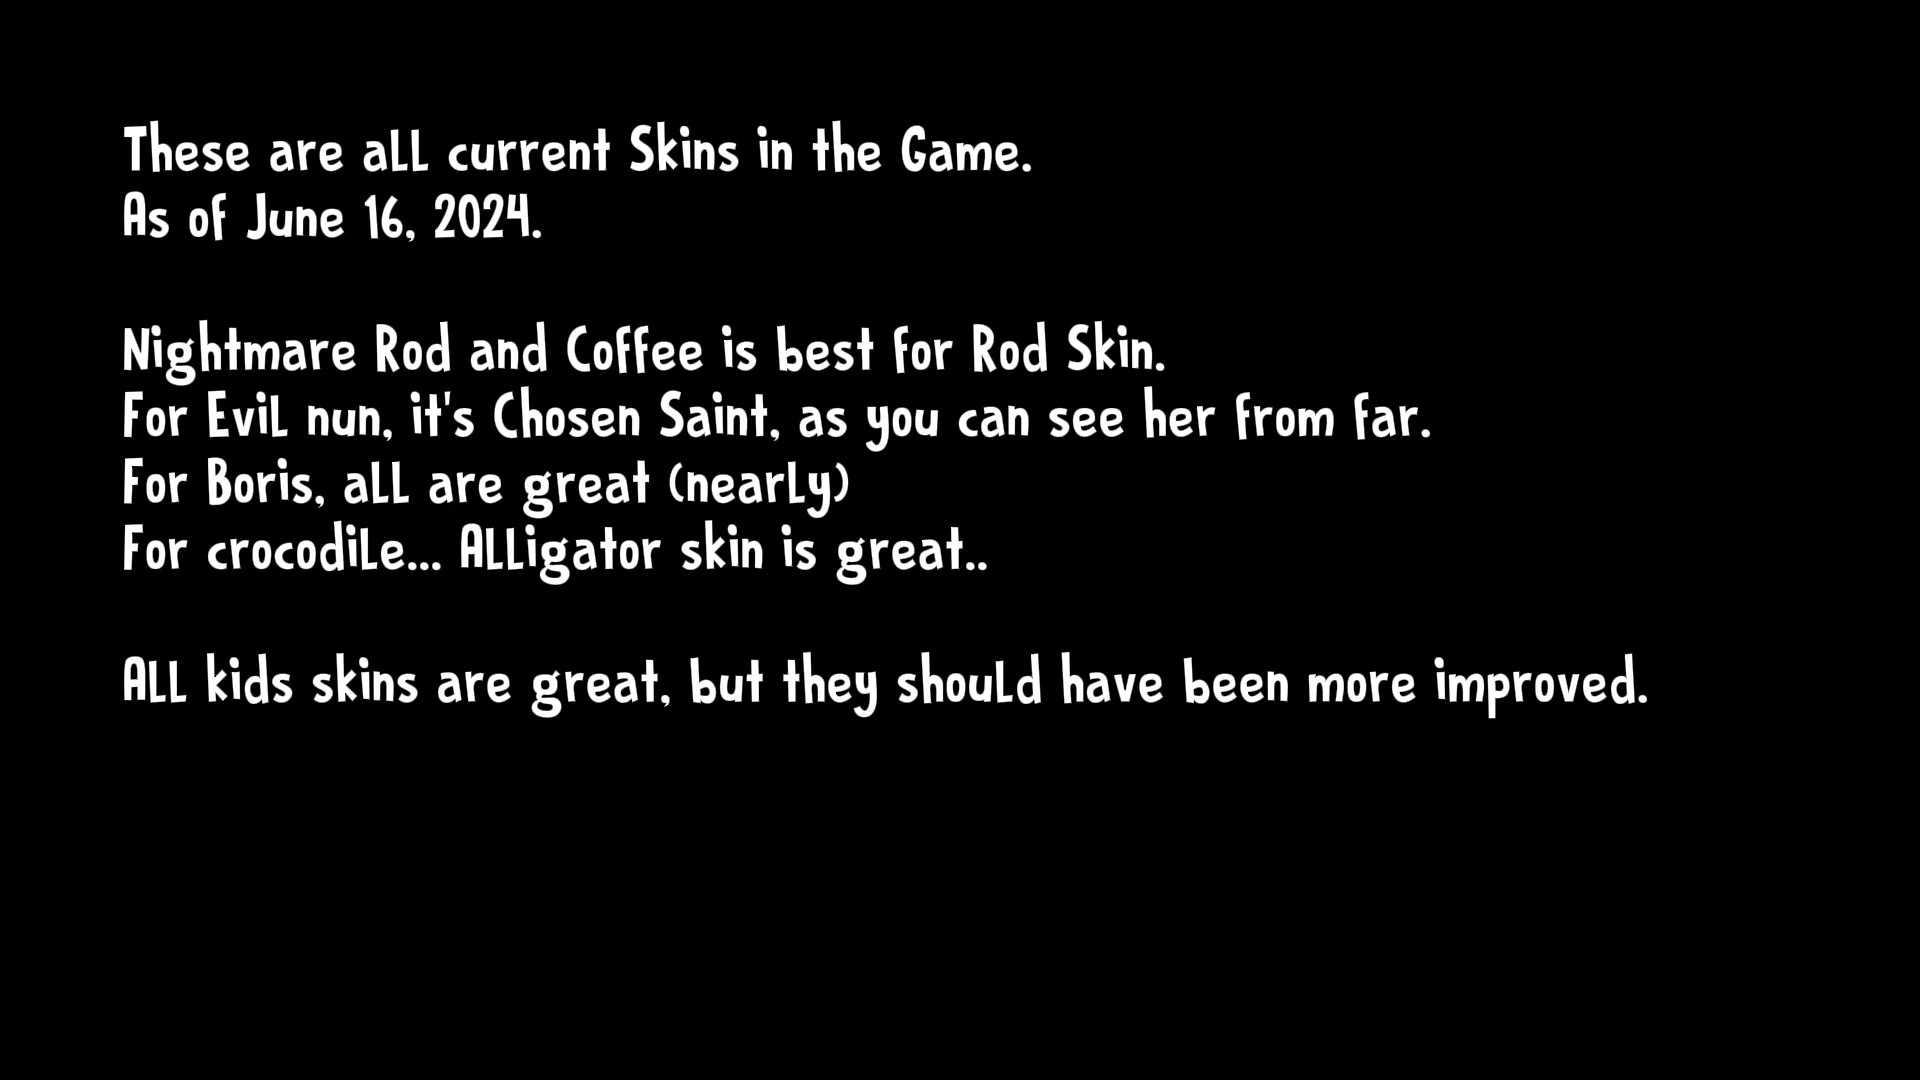 These are all current Skins in the Game.
As of June 16, 2024.
Nightmare Rod and Coffee is best for Rod Skin.
For Evil nun, it's Chosen Saint, as you can see her from far.
For Boris, all are great (nearly)
For crocodile... Alligator skin is great..
All kids skins are great, but they should have been more improved.